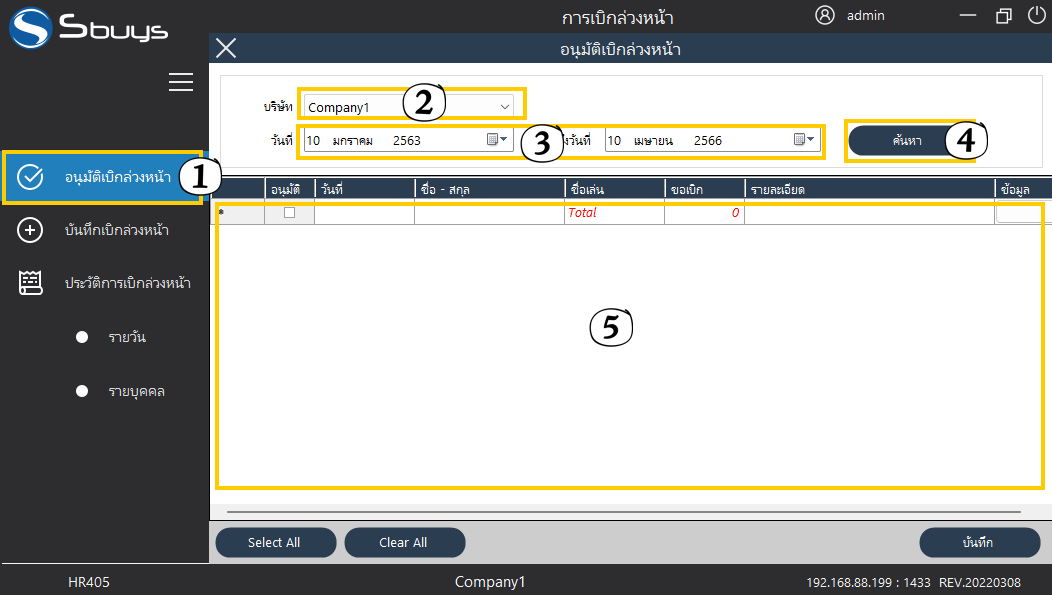 Sbuys
การเบิกล่วงหน้า
admin
อนุมัติเบิกล่วงหน้า
บริษัท Company1 2
วันที่ 10 มกราคม 2563 3 วันที่ 10 เมษายน 2566 ค้นหา 4
อนุมัติเบิกล่วงหน้า 1
บันทึกเบิกล่วงหน้า
ประวัติการเบิกล่วงหน้า
รายวัน
รายบุคคล
อนุมัติ วันที่ ชื่อ - สกุล ชื่อเล่น ขอเบิก รายละเอียด ข้อมูล
* Total 0
5
Select All Clear All บันทึก
HR405 Company1 192.168.88.199 : 1433 REV.20220308